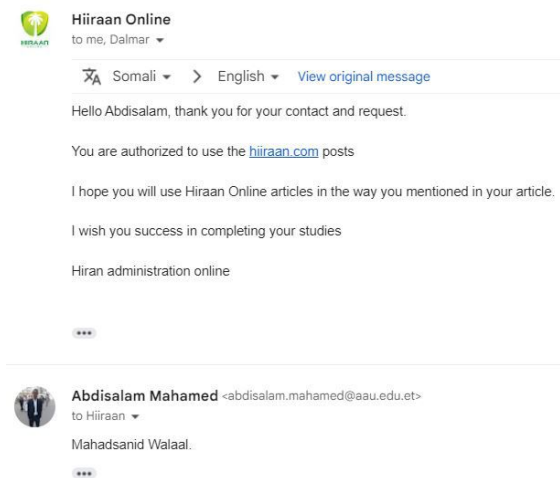 HIIRAAN
Hiiraan Online
to me, Dalmar
Somali > English View original message
Hello Abdisalam, thank you for your contact and request.
You are authorized to use the hiiraan.com posts
I hope you will use Hiraan Online articles in the way you mentioned in your article.
I wish you success in completing your studies
Hiran administration online
Abdisalam Mahamed <abdisalam.mahamed@aau.edu.et>
to Hiiraan
Mahadsanid Walaal.